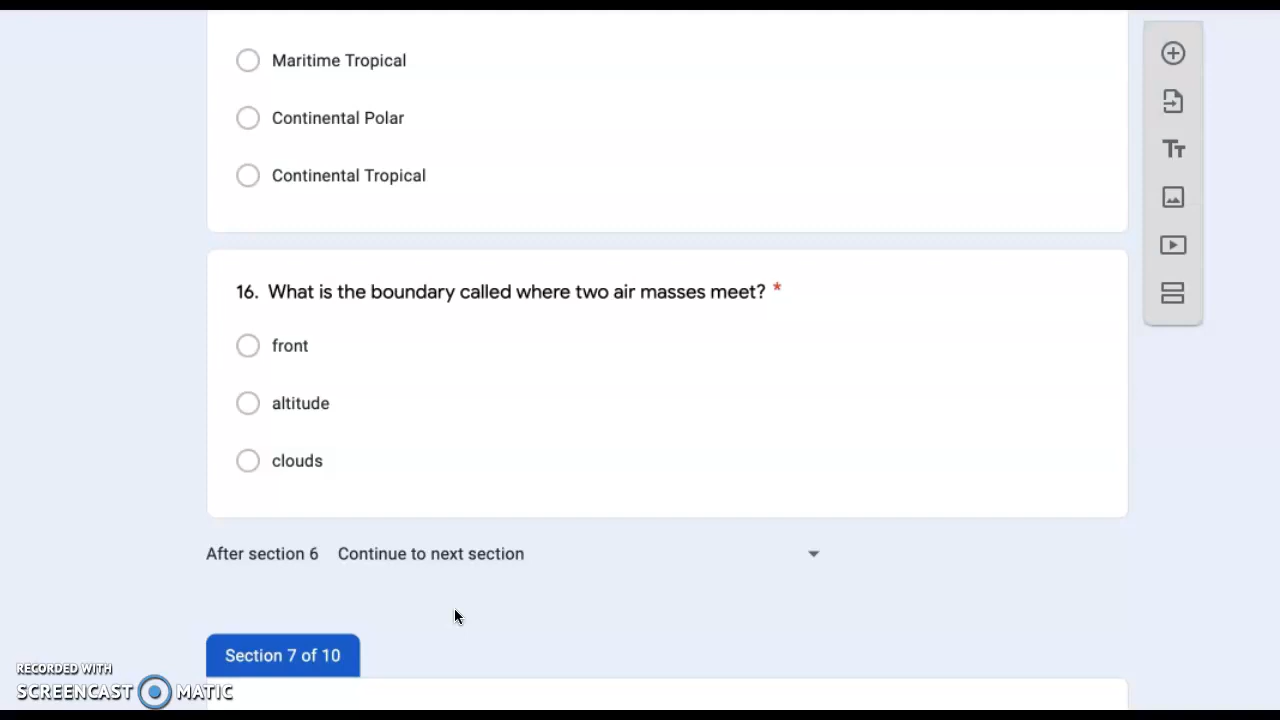 Maritime Tropical
Continental Polar
Continental Tropical
16. What is the boundary called where two air masses meet? *
front
altitude
clouds
After section 6 Continue to next section
Section 7 of 10
RECORDED WITH
SCREENCAST MATIC
Tт